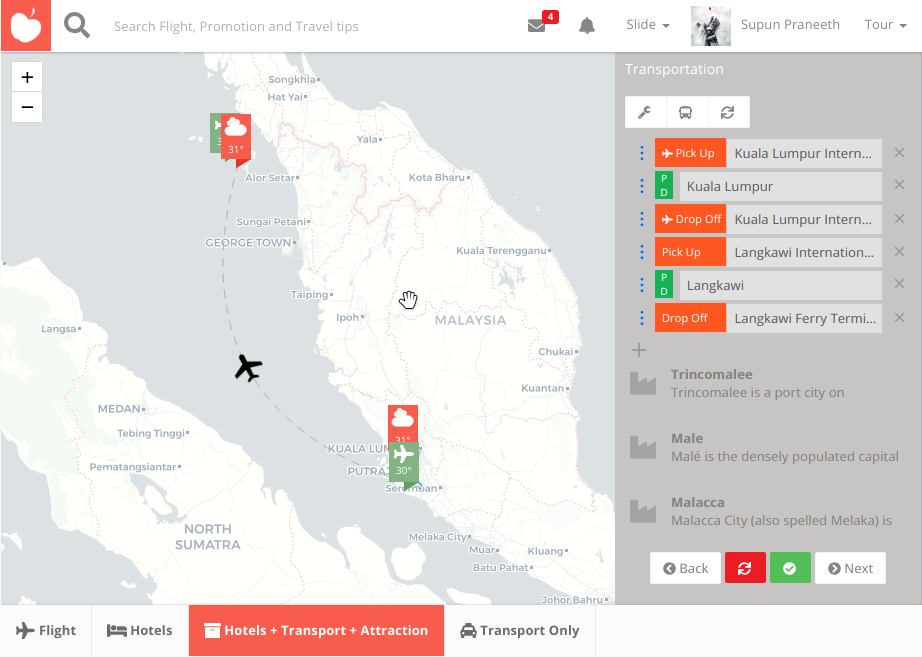 Search Flight, Promotion and Travel tips
4
Slide
Supun Praneeth
Tour
+
−
Songkhla
Hat Yai
Yala
Alor Setar
Kota Bharu
Sungai Petani
GEORGE TOWN
Kuala Terengganu
Taiping
Ipoh
MALAYSIA
Langsa
Chukai
Kuantan
MEDAN
Tebing Tinggi
Pematangsiantar
KUALA LUM
PUTRA
Seremban
NORTH
SUMATRA
Melaka City
Muar
Kluang
Batu Pahat
Johor Bahru
31°
31°
30°
Transportation
Pick Up Kuala Lumpur Intern...
P
D
Kuala Lumpur
Drop Off Kuala Lumpur Intern...
Pick Up Langkawi Internation...
P
D
Langkawi
Drop Off Langkawi Ferry Termi...
Trincomalee
Trincomalee is a port city on
Male
Malé is the densely populated capital
Malacca
Malacca City (also spelled Melaka) is
Back
Next
Flight
Hotels
Hotels + Transport + Attraction
Transport Only